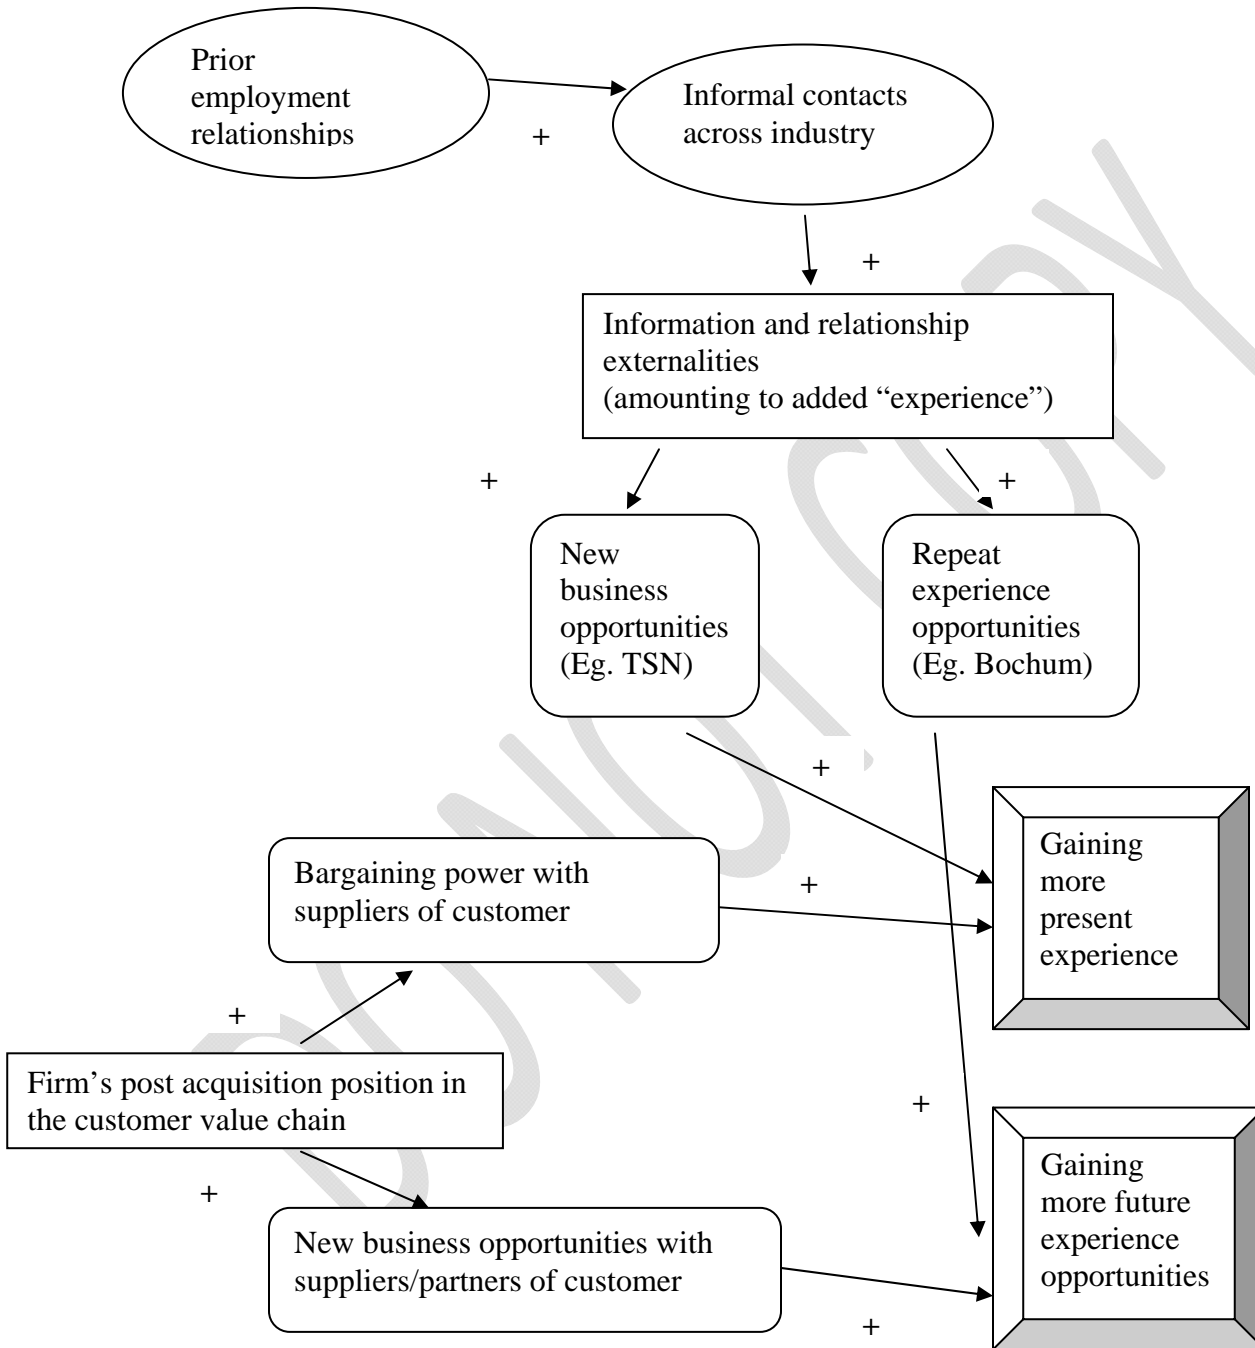 Prior
employment
relationships
+
Informal contacts
across industry
+
Information and relationship
externalities
(amounting to added “experience”)
+
+
New
business
opportunities
(Eg. TSN)
Repeat
experience
opportunities
(Eg. Bochum)
+
Bargaining power with
suppliers of customer
+
Gaining
more
present
experience
+
Firm’s post acquisition position in
the customer value chain
+
+
New business opportunities with
suppliers/partners of customer
+
Gaining
more future
experience
opportunities
DO NOT COPY